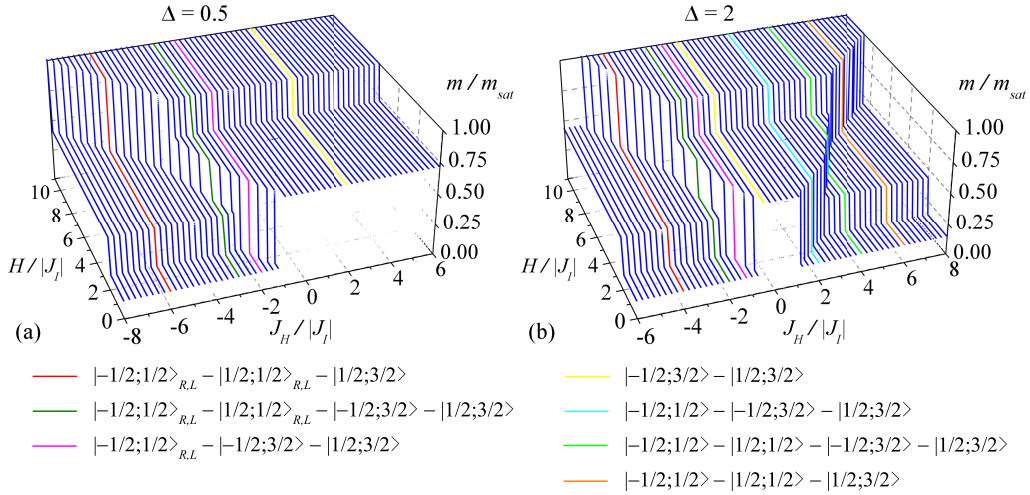 Δ = 0.5
Δ = 2
m / m_sat
1.00
0.75
0.50
0.25
0.00
10
8
6
4
2
0
H / |J_I|
-8
-6
-4
-2
0
2
4
6
J_H / |J_I|
(a)
m / m_sat
1.00
0.75
0.50
0.25
0.00
10
8
6
4
2
0
H / |J_I|
-6
-4
-2
0
2
4
6
8
J_H / |J_I|
(b)
|−1/2;1/2>_R,L − |1/2;1/2>_R,L − |1/2;3/2>
|−1/2;1/2>_R,L − |1/2;1/2>_R,L − |−1/2;3/2> − |1/2;3/2>
|−1/2;1/2>_R,L − |−1/2;3/2> − |1/2;3/2>
|−1/2;3/2> − |1/2;3/2>
|−1/2;1/2> − |−1/2;3/2> − |1/2;3/2>
|−1/2;1/2> − |1/2;1/2> − |−1/2;3/2> − |1/2;3/2>
|−1/2;1/2> − |1/2;1/2> − |1/2;3/2>